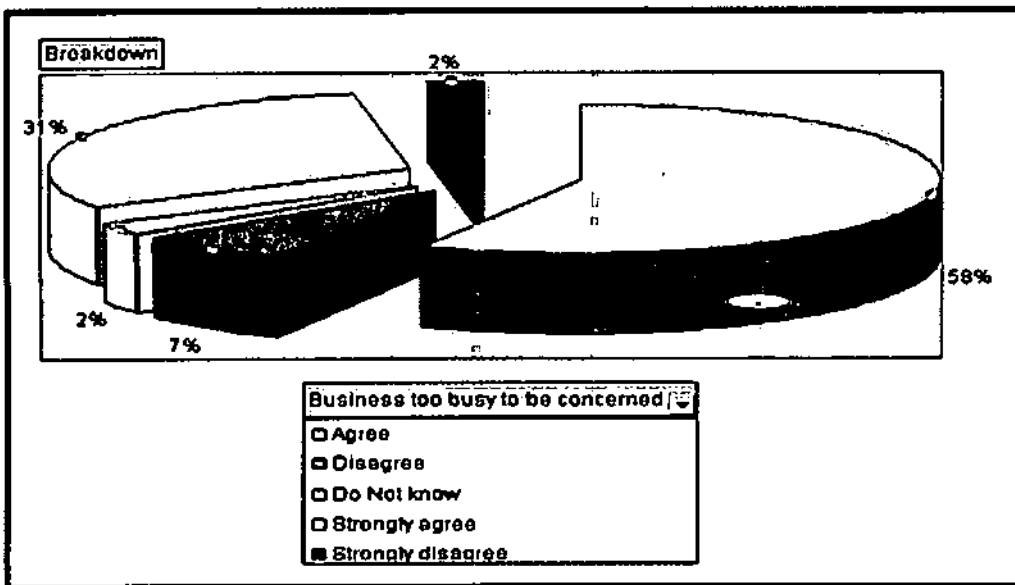 Breakdown
2%
31%
58%
2%
7%
Business too busy to be concerned
Agree
Disagree
Do Not know
Strongly agree
Strongly disagree